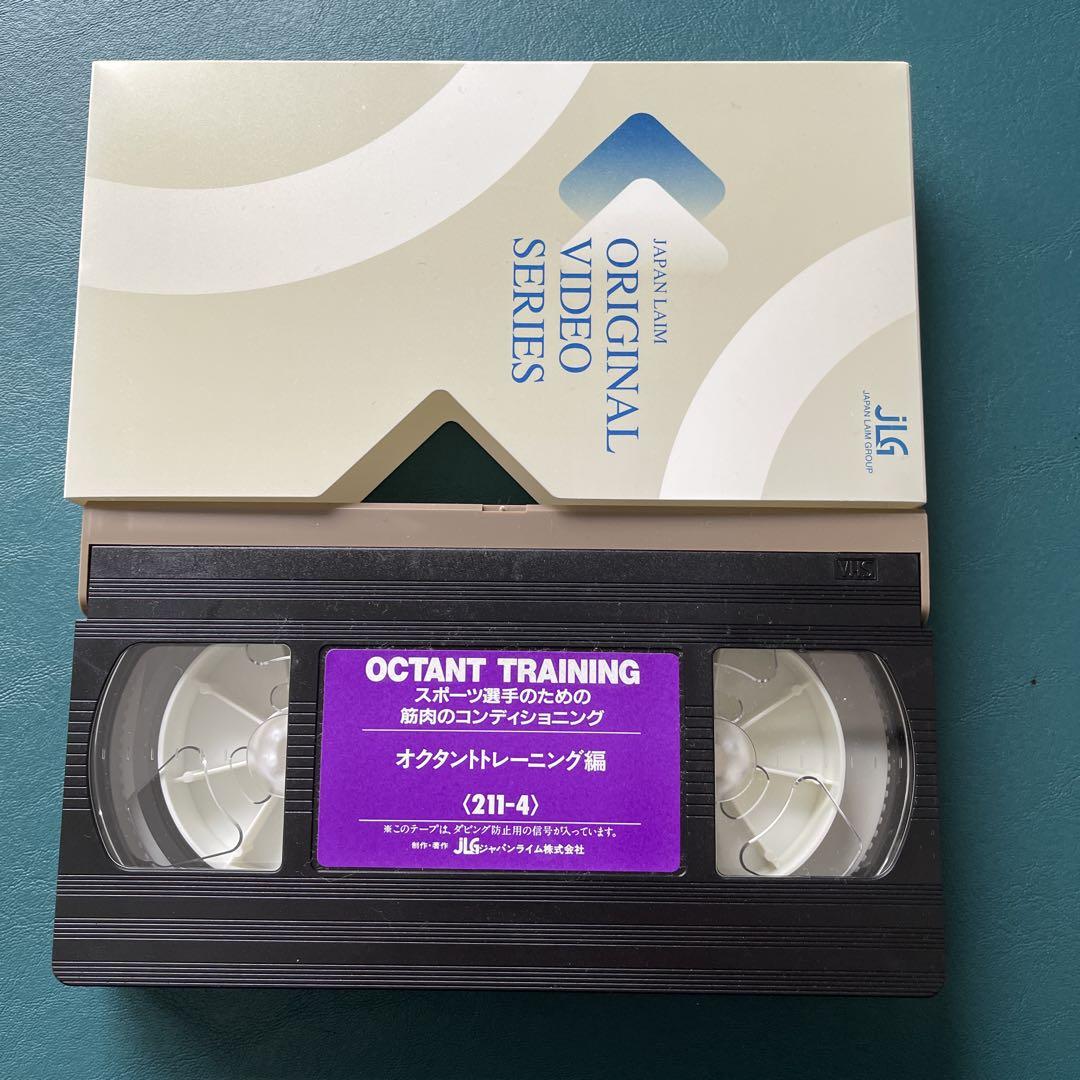 JAPAN LAIM
ORIGINAL
VIDEO
SERIES
JLG
JAPAN LAIM GROUP
VHS
OCTANT TRAINING
スポーツ選手のための
筋肉のコンディショニング
オクタントトレーニング編
〈211-4〉
※このテープは、ダビング防止用の信号が入っています。
制作・著作 JLGジャパンライム株式会社